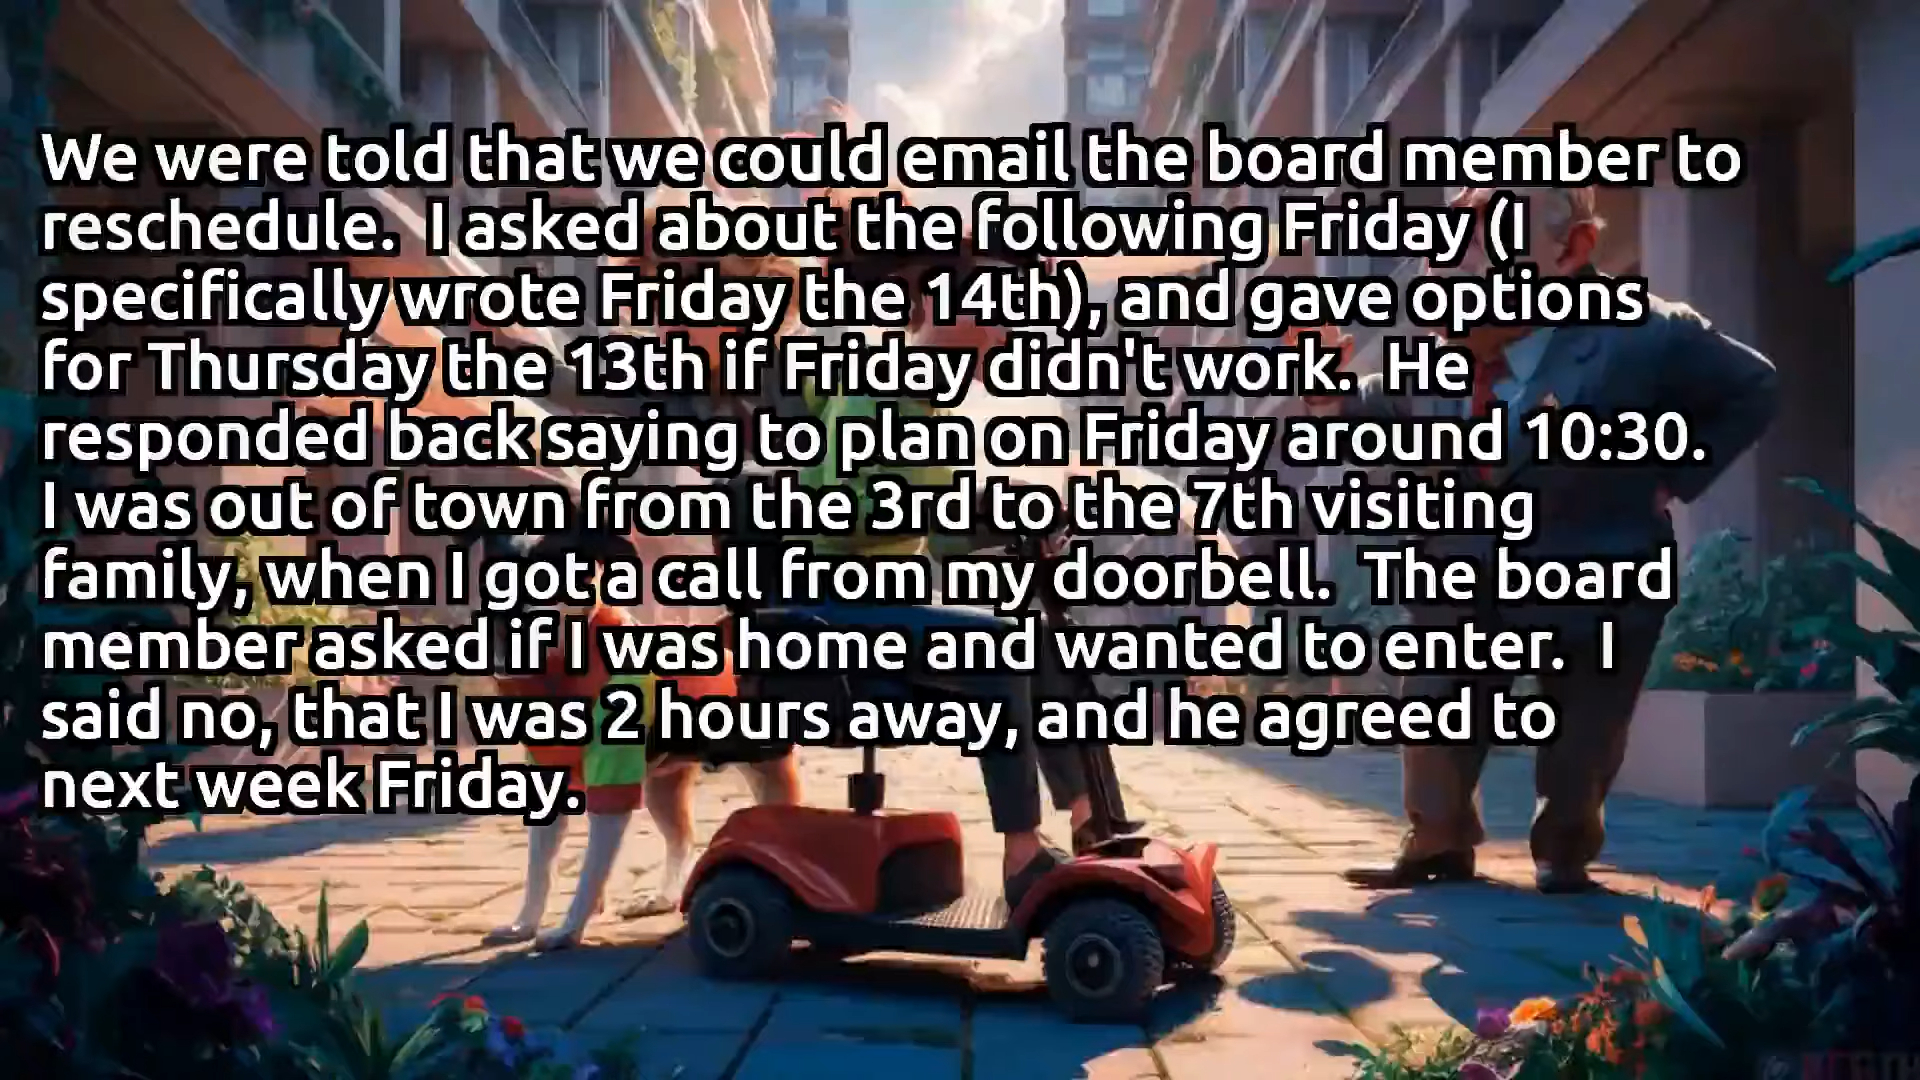 We were told that we could email the board member to
reschedule.  I asked about the following Friday (I
specifically wrote Friday the 14th), and gave options
for Thursday the 13th if Friday didn't work.  He
responded back saying to plan on Friday around 10:30.
I was out of town from the 3rd to the 7th visiting
family, when I got a call from my doorbell.  The board
member asked if I was home and wanted to enter.  I
said no, that I was 2 hours away, and he agreed to
next week Friday.